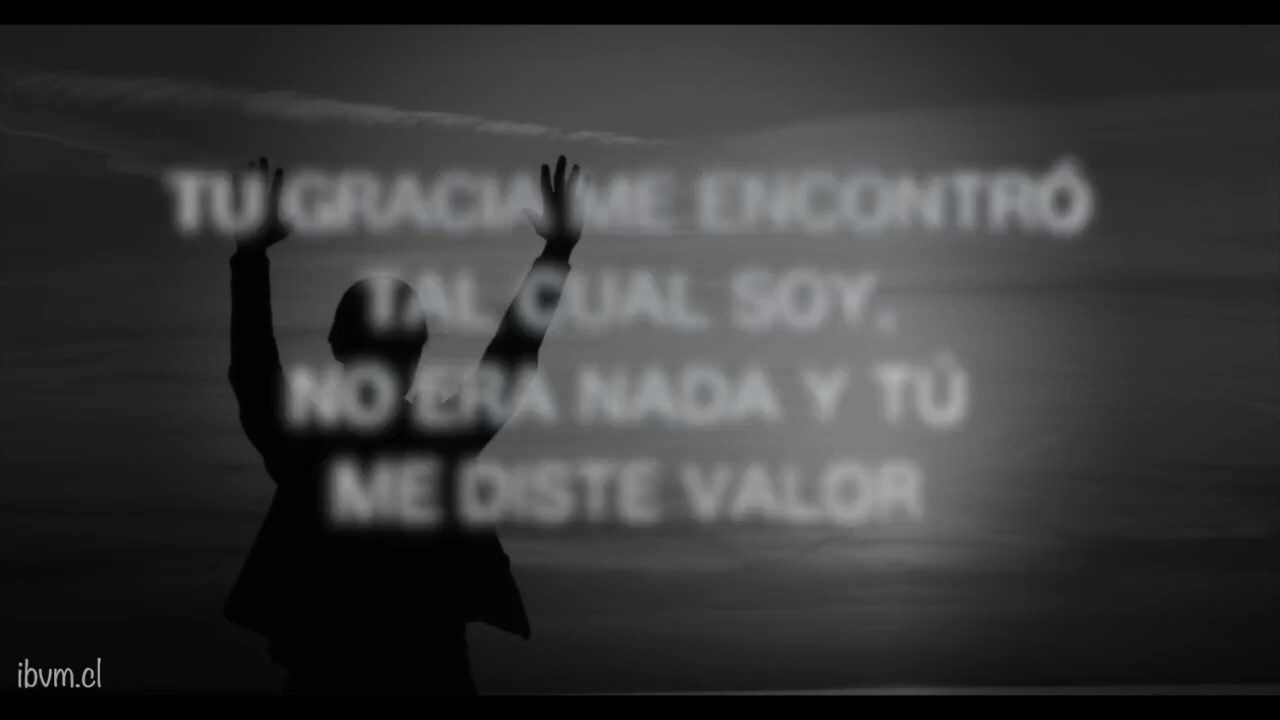 TU GRACIA ME ENCONTRÓ
TAL CUAL SOY.
NO ERA NADA Y TÚ
ME DISTE VALOR
ibvm.cl